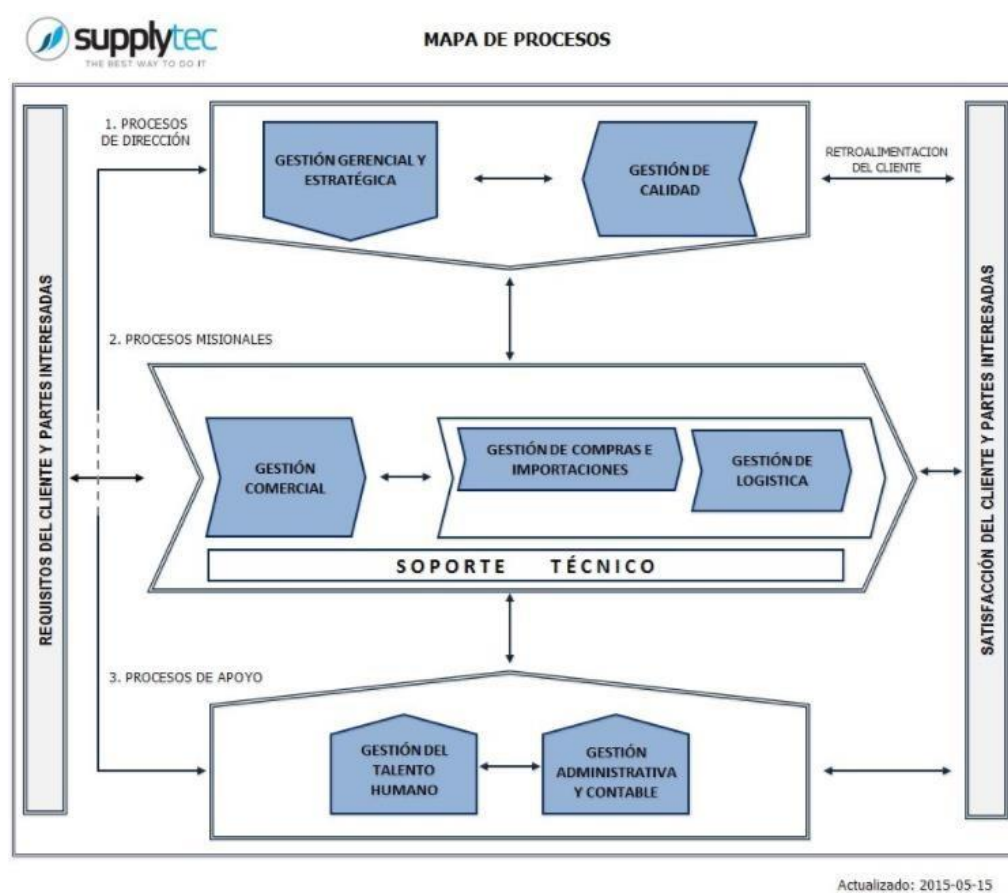 supplytec
THE BEST WAY TO DO IT
MAPA DE PROCESOS
REQUISITOS DEL CLIENTE Y PARTES INTERESADAS
1. PROCESOS
DE DIRECCIÓN
GESTIÓN GERENCIAL Y
ESTRATÉGICA
GESTIÓN DE
CALIDAD
RETROALIMENTACION
DEL CLIENTE
2. PROCESOS MISIONALES
GESTIÓN
COMERCIAL
GESTIÓN DE COMPRAS E
IMPORTACIONES
GESTIÓN DE
LOGISTICA
SOPORTE TÉCNICO
3. PROCESOS DE APOYO
GESTIÓN DEL
TALENTO
HUMANO
GESTIÓN
ADMINISTRATIVA
Y CONTABLE
SATISFACCIÓN DEL CLIENTE Y PARTES INTERESADAS
Actualizado: 2015-05-15